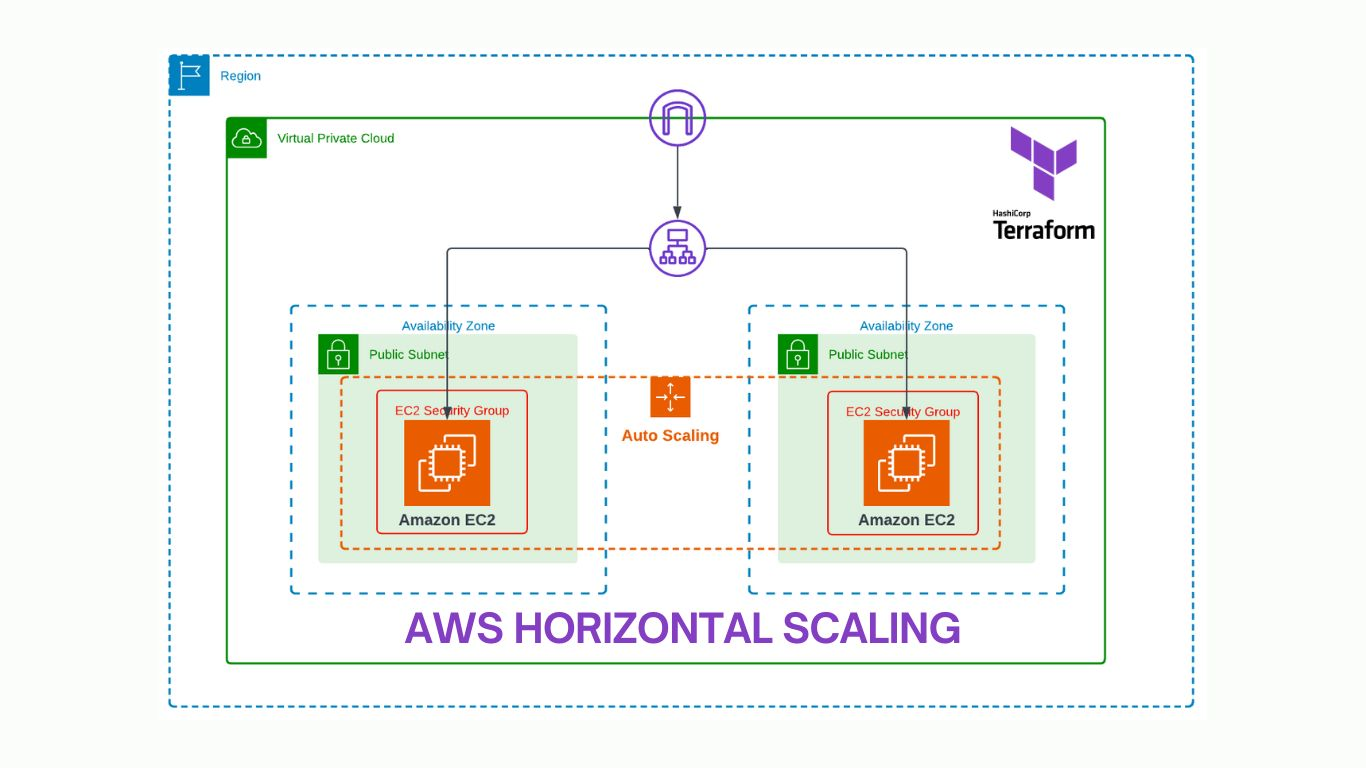 Region
Virtual Private Cloud
HashiCorp
Terraform
Availability Zone
Public Subnet
EC2 Security Group
Amazon EC2
Auto Scaling
Availability Zone
Public Subnet
EC2 Security Group
Amazon EC2
AWS HORIZONTAL SCALING